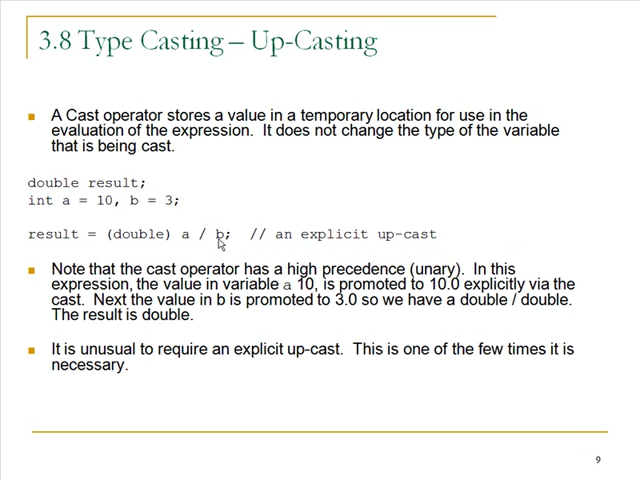 3.8 Type Casting – Up-Casting
A Cast operator stores a value in a temporary location for use in the
evaluation of the expression.  It does not change the type of the variable
that is being cast.
double result;
int a = 10, b = 3;
result = (double) a / b;  // an explicit up-cast
Note that the cast operator has a high precedence (unary).  In this
expression, the value in variable a 10, is promoted to 10.0 explicitly via the
cast.  Next the value in b is promoted to 3.0 so we have a double / double.
The result is double.
It is unusual to require an explicit up-cast.  This is one of the few times it is
necessary.
9